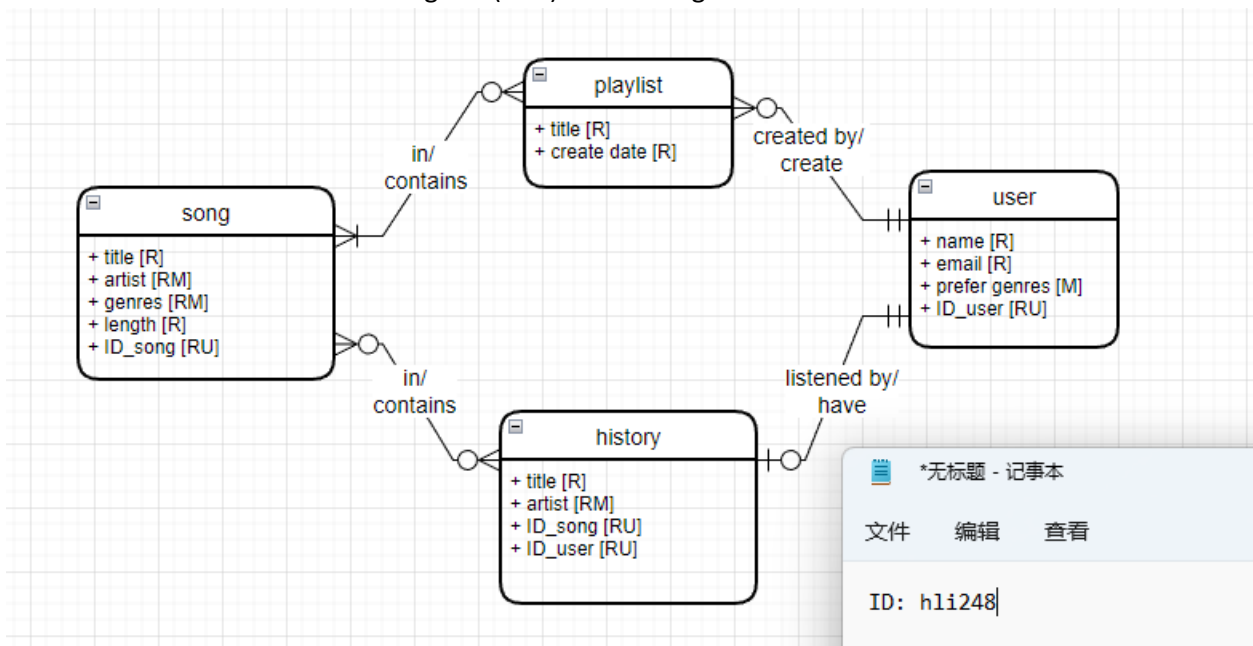 playlist
+ title [R]
+ create date [R]
in/
contains
created by/
create
song
+ title [R]
+ artist [RM]
+ genres [RM]
+ length [R]
+ ID_song [RU]
user
+ name [R]
+ email [R]
+ prefer genres [M]
+ ID_user [RU]
in/
contains
listened by/
have
history
+ title [R]
+ artist [RM]
+ ID_song [RU]
+ ID_user [RU]
*无标题 - 记事本
文件 编辑 查看
ID: hli248